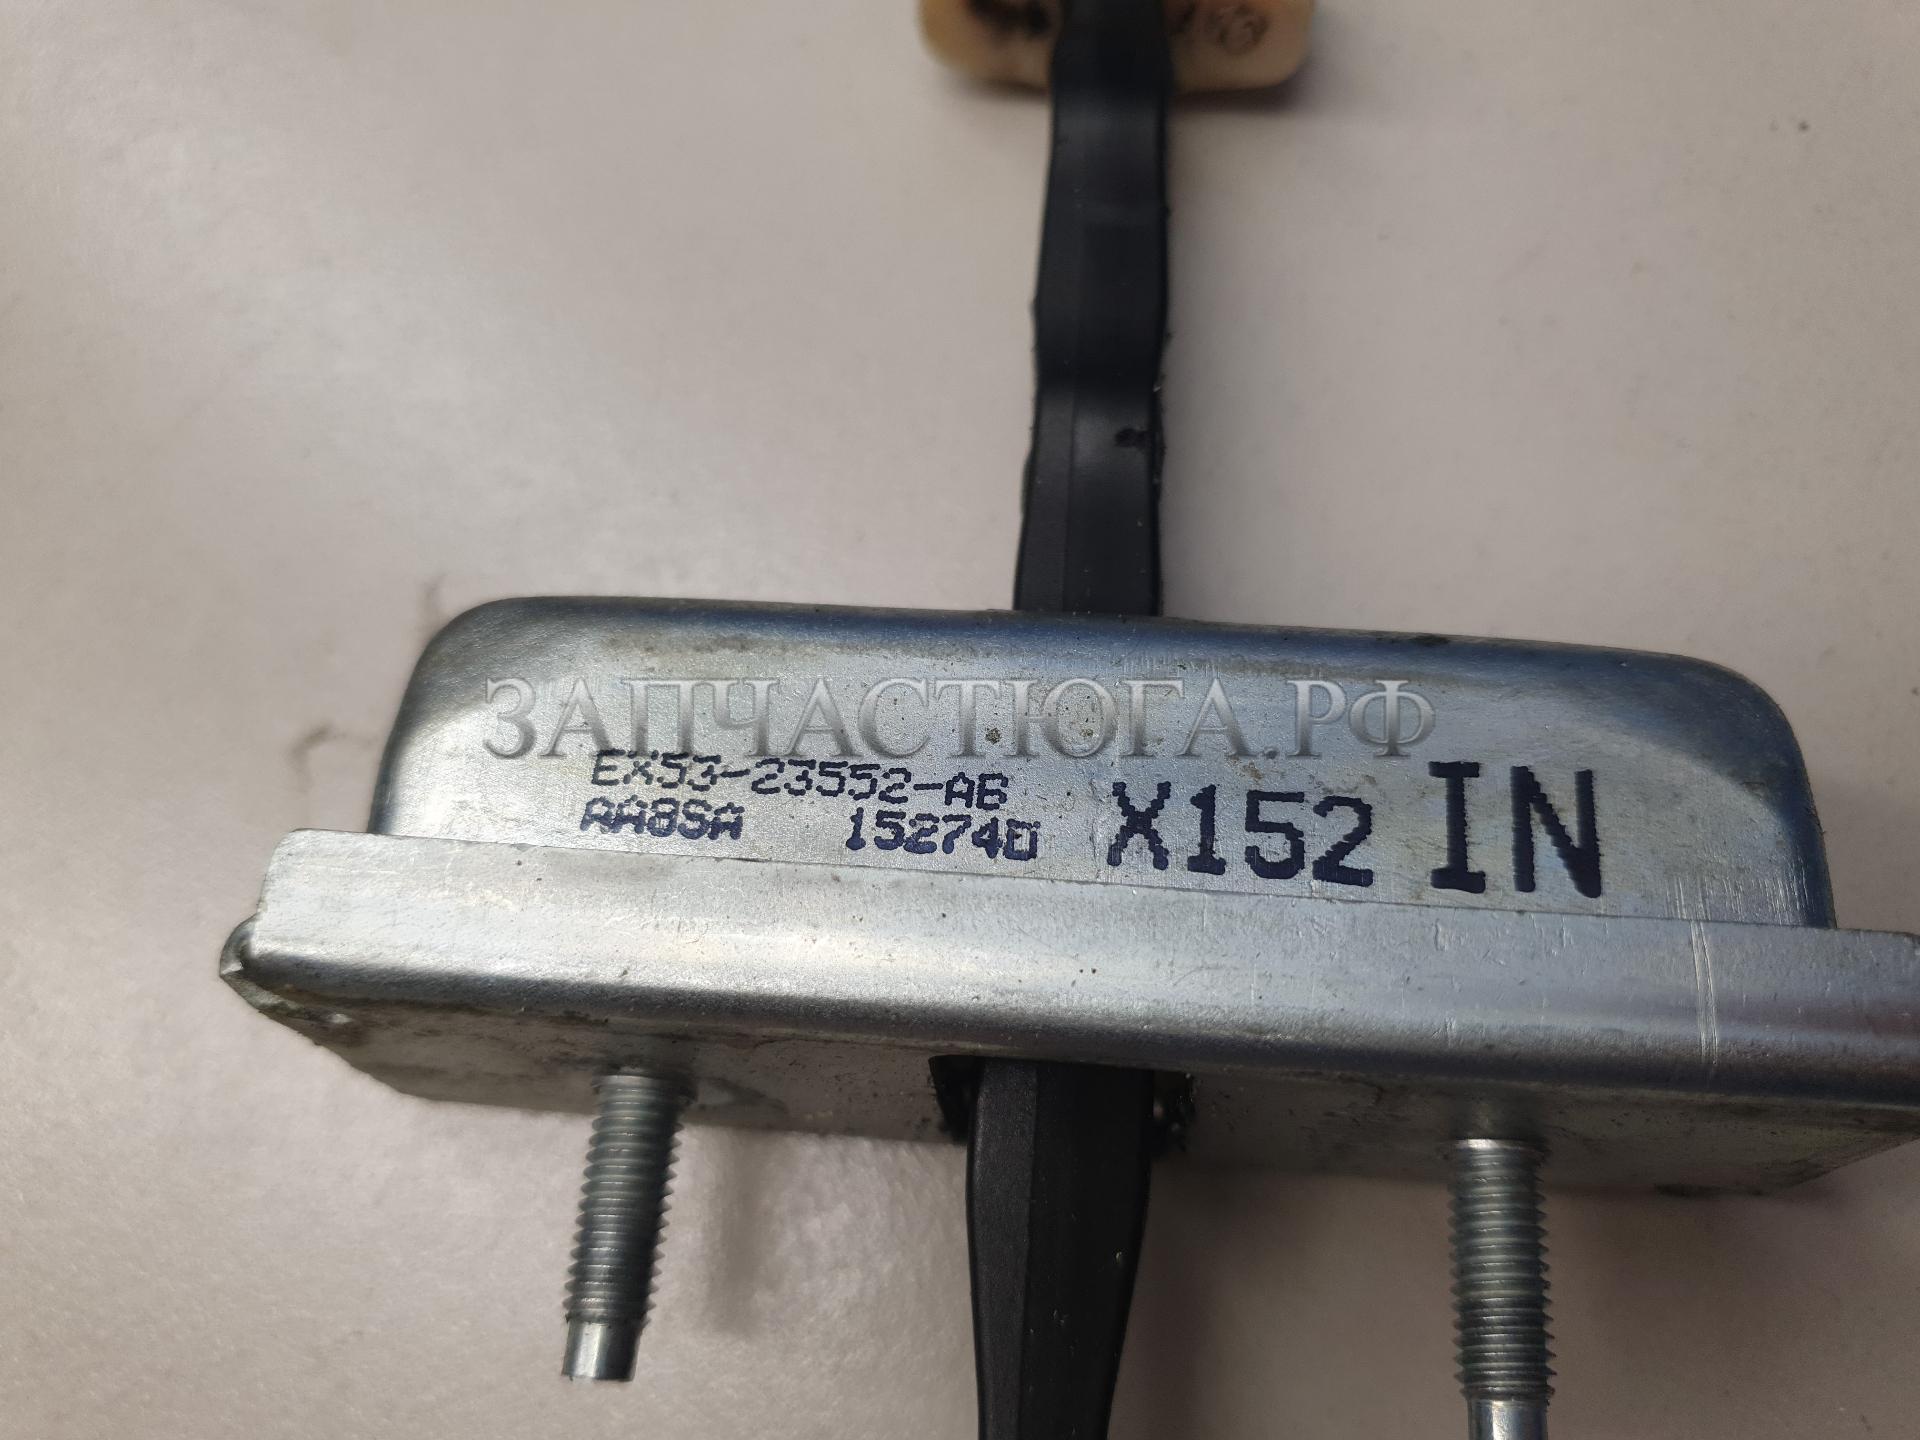 ЗАПЧАСТЮГА.РФ
EX53-23552-AB
AA8SA 152740 X152 IN